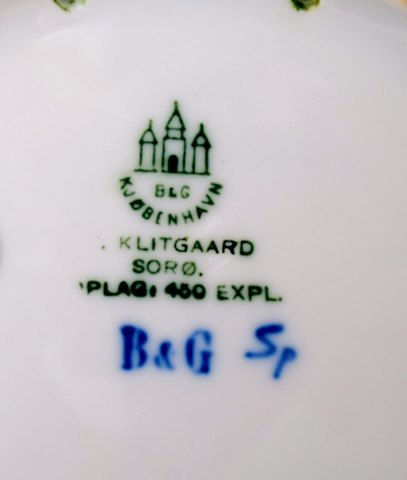 B&G
KJØBENHAVN
. KLITGAARD
SORØ.
PLAG: 450 EXPL.
B&G Sp